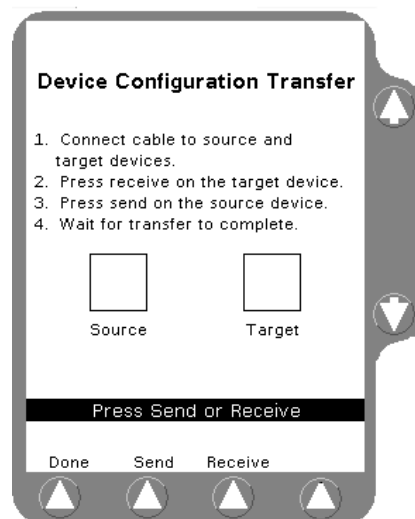 Device Configuration Transfer
1. Connect cable to source and
target devices.
2. Press receive on the target device.
3. Press send on the source device.
4. Wait for transfer to complete.
Source Target
Press Send or Receive
Done Send Receive